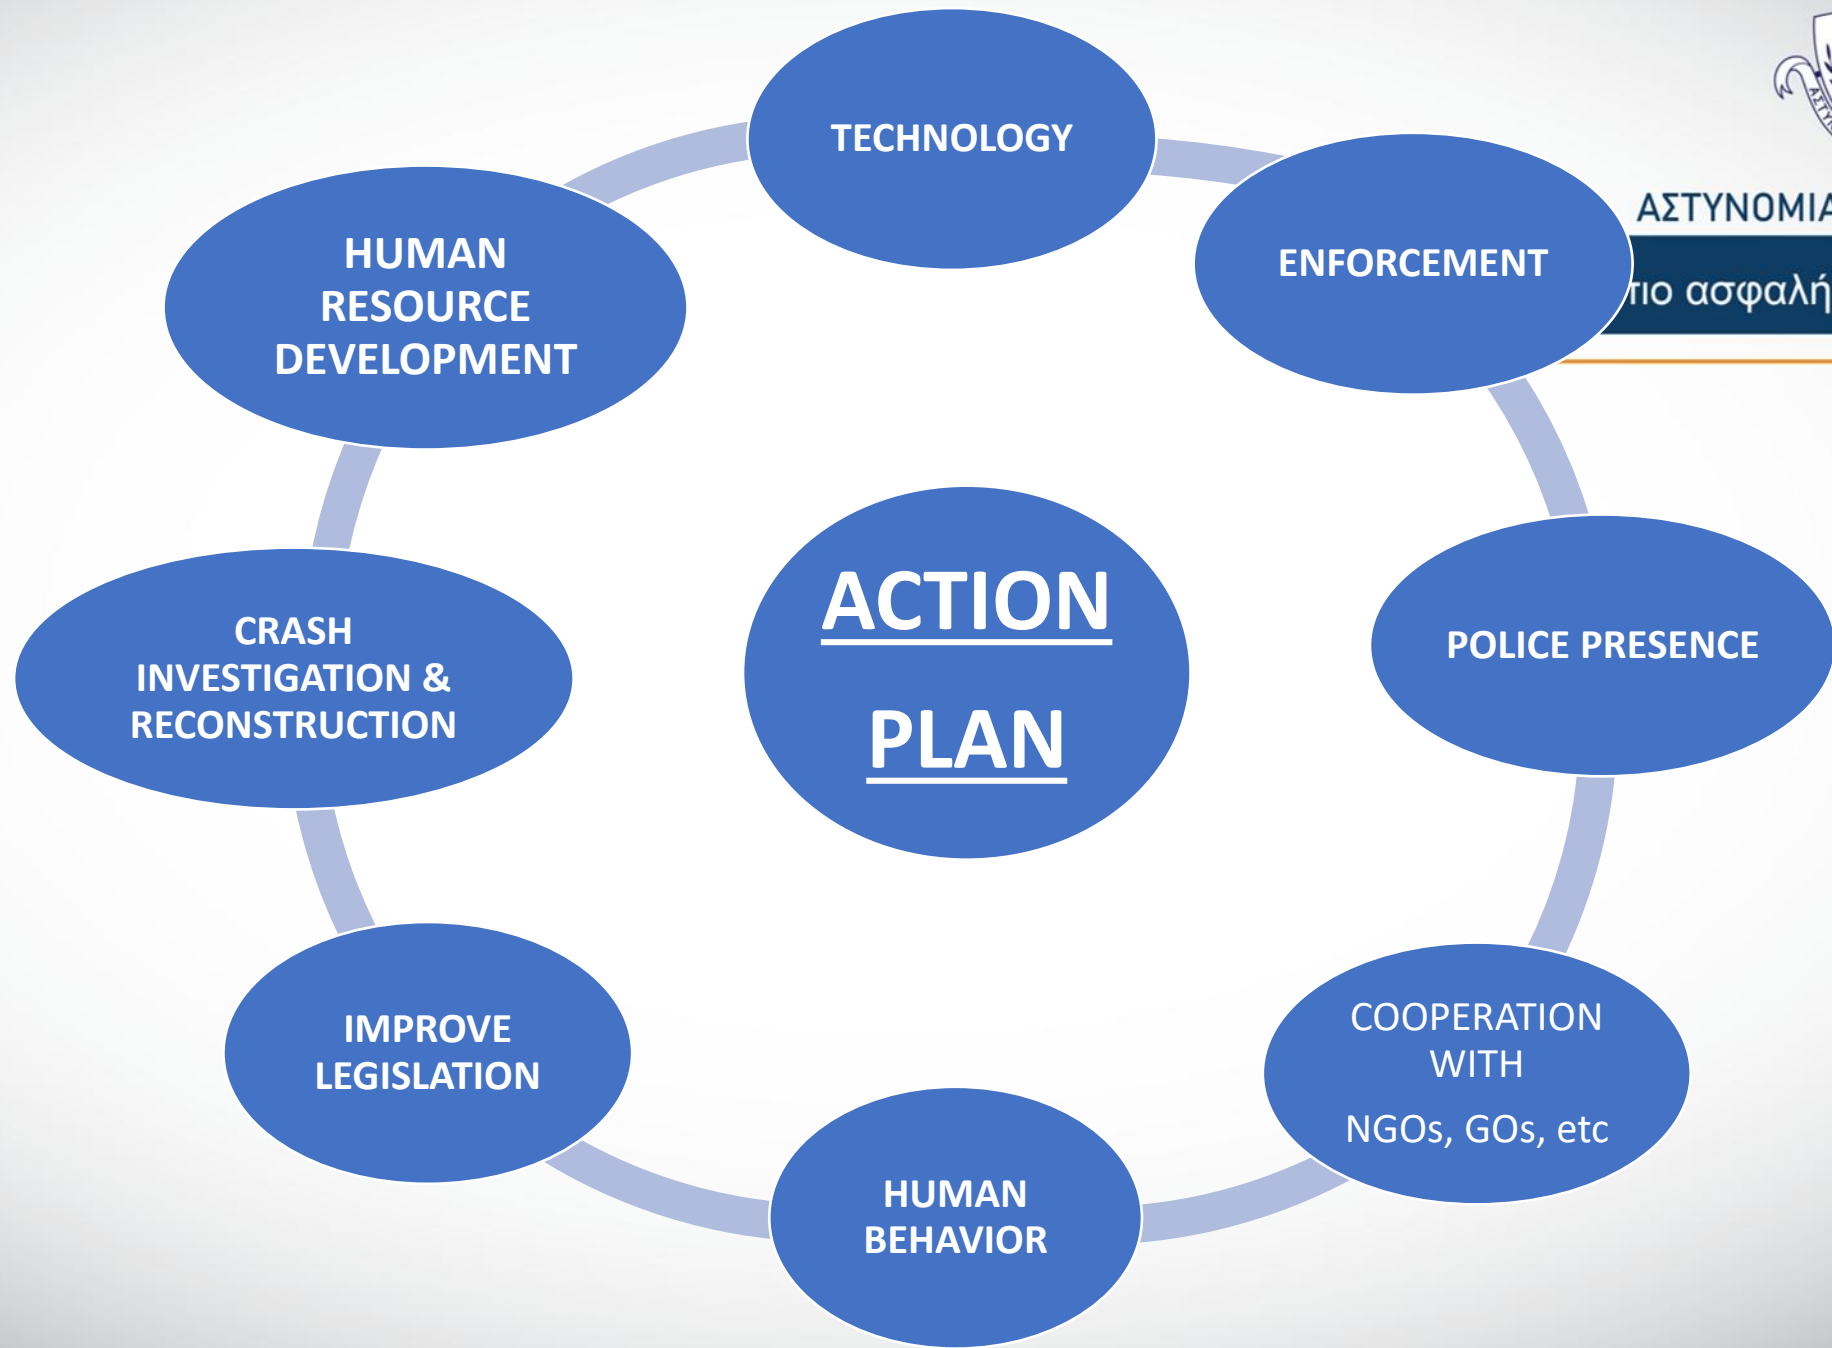 TECHNOLOGY
ENFORCEMENT
POLICE PRESENCE
COOPERATION
WITH
NGOs, GOs, etc
HUMAN
BEHAVIOR
IMPROVE
LEGISLATION
CRASH
INVESTIGATION &
RECONSTRUCTION
HUMAN
RESOURCE
DEVELOPMENT
ACTION
PLAN
ΑΣΤΥΝΟΜΙΑ
πιο